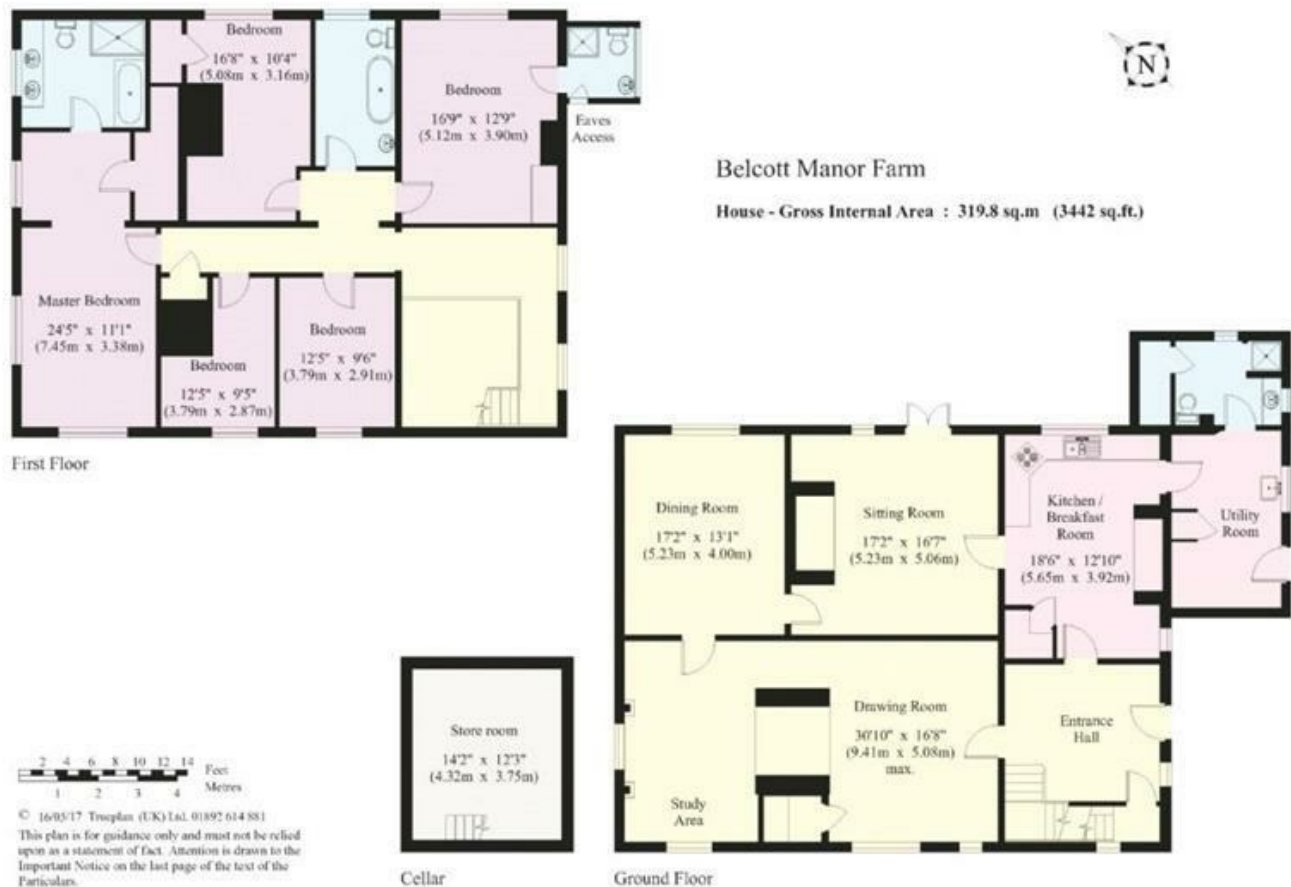 Bedroom
16'8" x 10'4"
(5.08m x 3.16m)
Bedroom
16'9" x 12'9"
(5.12m x 3.90m)
Eaves
Access
Master Bedroom
24'5" x 11'1"
(7.45m x 3.38m)
Bedroom
12'5" x 9'5"
(3.79m x 2.87m)
Bedroom
12'5" x 9'6"
(3.79m x 2.91m)
First Floor
N
Belcott Manor Farm
House - Gross Internal Area : 319.8 sq.m (3442 sq.ft.)
Dining Room
17'2" x 13'1"
(5.23m x 4.00m)
Sitting Room
17'2" x 16'7"
(5.23m x 5.06m)
Kitchen /
Breakfast
Room
18'6" x 12'10"
(5.65m x 3.92m)
Utility
Room
Drawing Room
30'10" x 16'8"
(9.41m x 5.08m)
max.
Study
Area
Entrance
Hall
Ground Floor
Store room
14'2" x 12'3"
(4.32m x 3.75m)
Cellar
2 4 6 8 10 12 14 Feet
1 2 3 4 Metres
© 16/03/17 Trueplan (UK) Ltd. 01892 614 881
This plan is for guidance only and must not be relied
upon as a statement of fact. Attention is drawn to the
Important Notice on the last page of the text of the
Particulars.